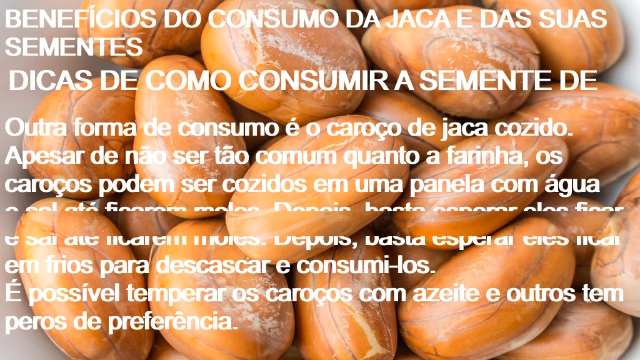 BENEFÍCIOS DO CONSUMO DA JACA E DAS SUAS
SEMENTES
DICAS DE COMO CONSUMIR A SEMENTE DE
Outra forma de consumo é o caroço de jaca cozido.
Apesar de não ser tão comum quanto a farinha, os
caroços podem ser cozidos em uma panela com água
e sal até ficarem moles. Depois, basta esperar eles ficar
em frios para descascar e consumi-los.
É possível temperar os caroços com azeite e outros tem
peros de preferência.